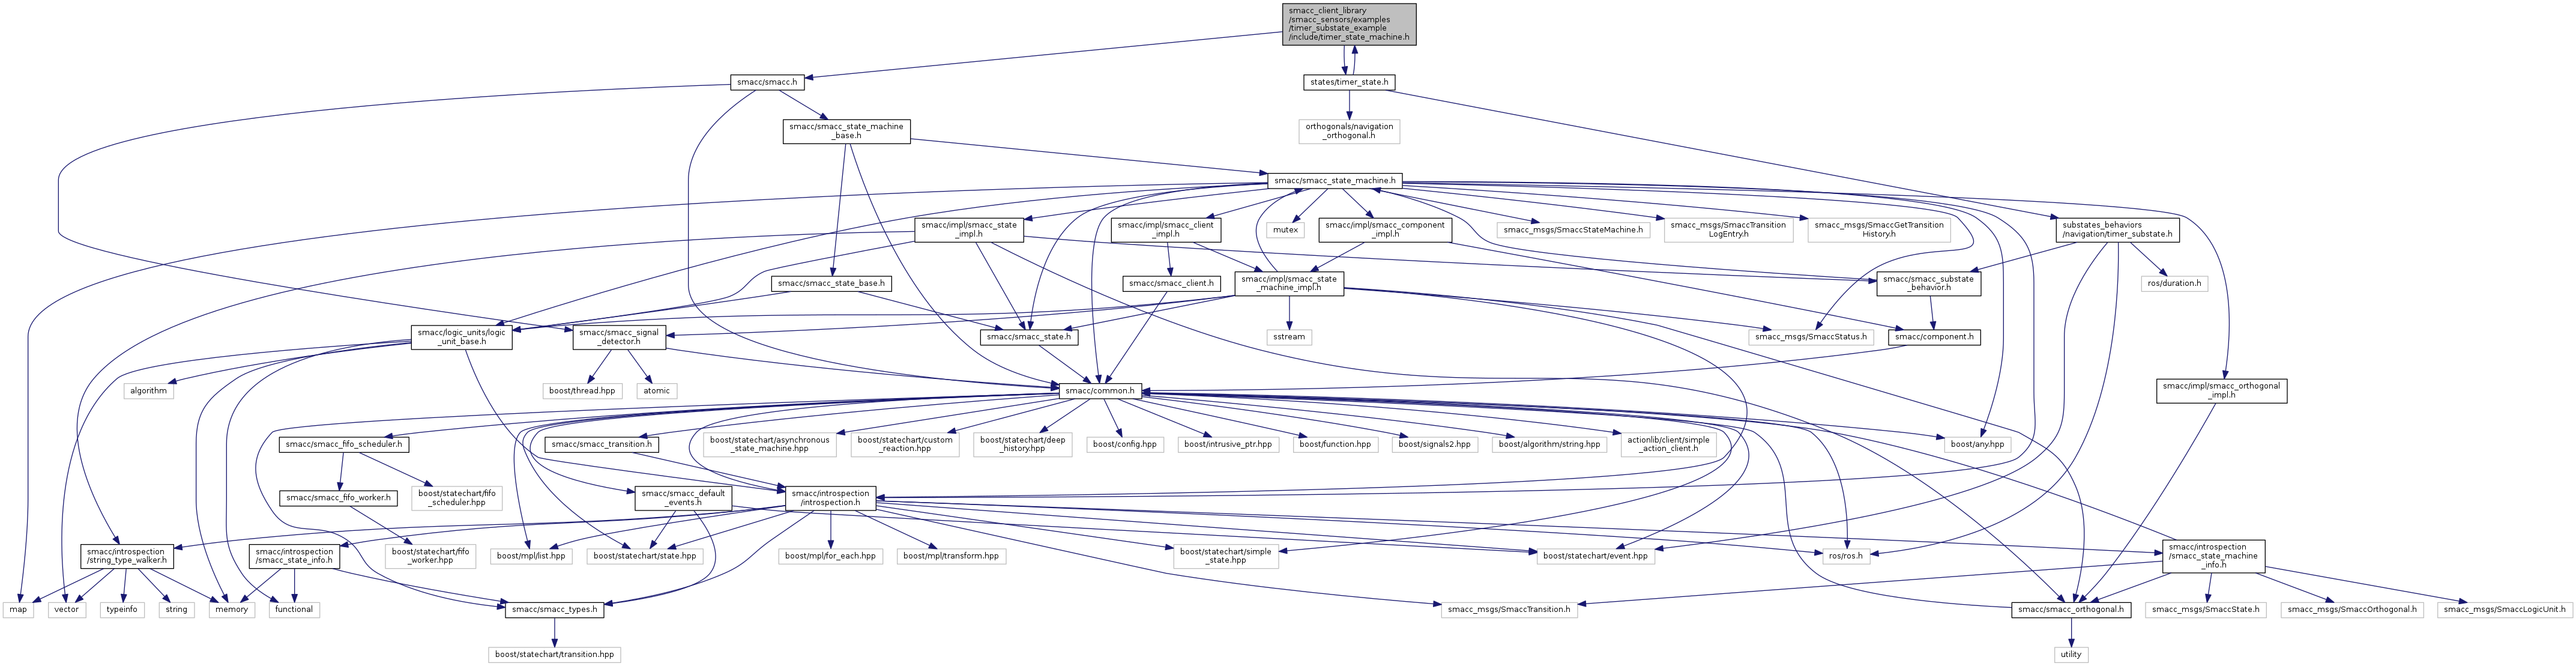 smacc_client_library
/smacc_sensors/examples
/timer_substate_example
/include/timer_state_machine.h
smacc/smacc.h
states/timer_state.h
smacc/smacc_state_machine
_base.h
orthogonals/navigation
_orthogonal.h
smacc/smacc_state_machine.h
smacc/impl/smacc_state
_impl.h
smacc/impl/smacc_client
_impl.h
mutex
smacc/impl/smacc_component
_impl.h
smacc_msgs/SmaccStateMachine.h
smacc_msgs/SmaccTransition
LogEntry.h
smacc_msgs/SmaccGetTransition
History.h
substates_behaviors
/navigation/timer_substate.h
smacc/smacc_state_base.h
smacc/smacc_client.h
smacc/impl/smacc_state
_machine_impl.h
smacc/smacc_substate
_behavior.h
ros/duration.h
smacc/logic_units/logic
_unit_base.h
smacc/smacc_signal
_detector.h
smacc/smacc_state.h
sstream
smacc_msgs/SmaccStatus.h
smacc/component.h
algorithm
boost/thread.hpp
atomic
smacc/common.h
smacc/impl/smacc_orthogonal
_impl.h
smacc/smacc_fifo_scheduler.h
smacc/smacc_transition.h
boost/statechart/asynchronous
_state_machine.hpp
boost/statechart/custom
_reaction.hpp
boost/statechart/deep
_history.hpp
boost/config.hpp
boost/intrusive_ptr.hpp
boost/function.hpp
boost/signals2.hpp
boost/algorithm/string.hpp
actionlib/client/simple
_action_client.h
boost/any.hpp
smacc/smacc_fifo_worker.h
boost/statechart/fifo
_scheduler.hpp
smacc/smacc_default
_events.h
smacc/introspection
/introspection.h
smacc/introspection
/string_type_walker.h
smacc/introspection
/smacc_state_info.h
boost/statechart/fifo
_worker.hpp
boost/mpl/list.hpp
boost/statechart/state.hpp
boost/mpl/for_each.hpp
boost/mpl/transform.hpp
boost/statechart/simple
_state.hpp
boost/statechart/event.hpp
ros/ros.h
smacc/introspection
/smacc_state_machine
_info.h
map
vector
typeinfo
string
memory
functional
smacc/smacc_types.h
smacc_msgs/SmaccTransition.h
smacc/smacc_orthogonal.h
smacc_msgs/SmaccState.h
smacc_msgs/SmaccOrthogonal.h
smacc_msgs/SmaccLogicUnit.h
boost/statechart/transition.hpp
utility